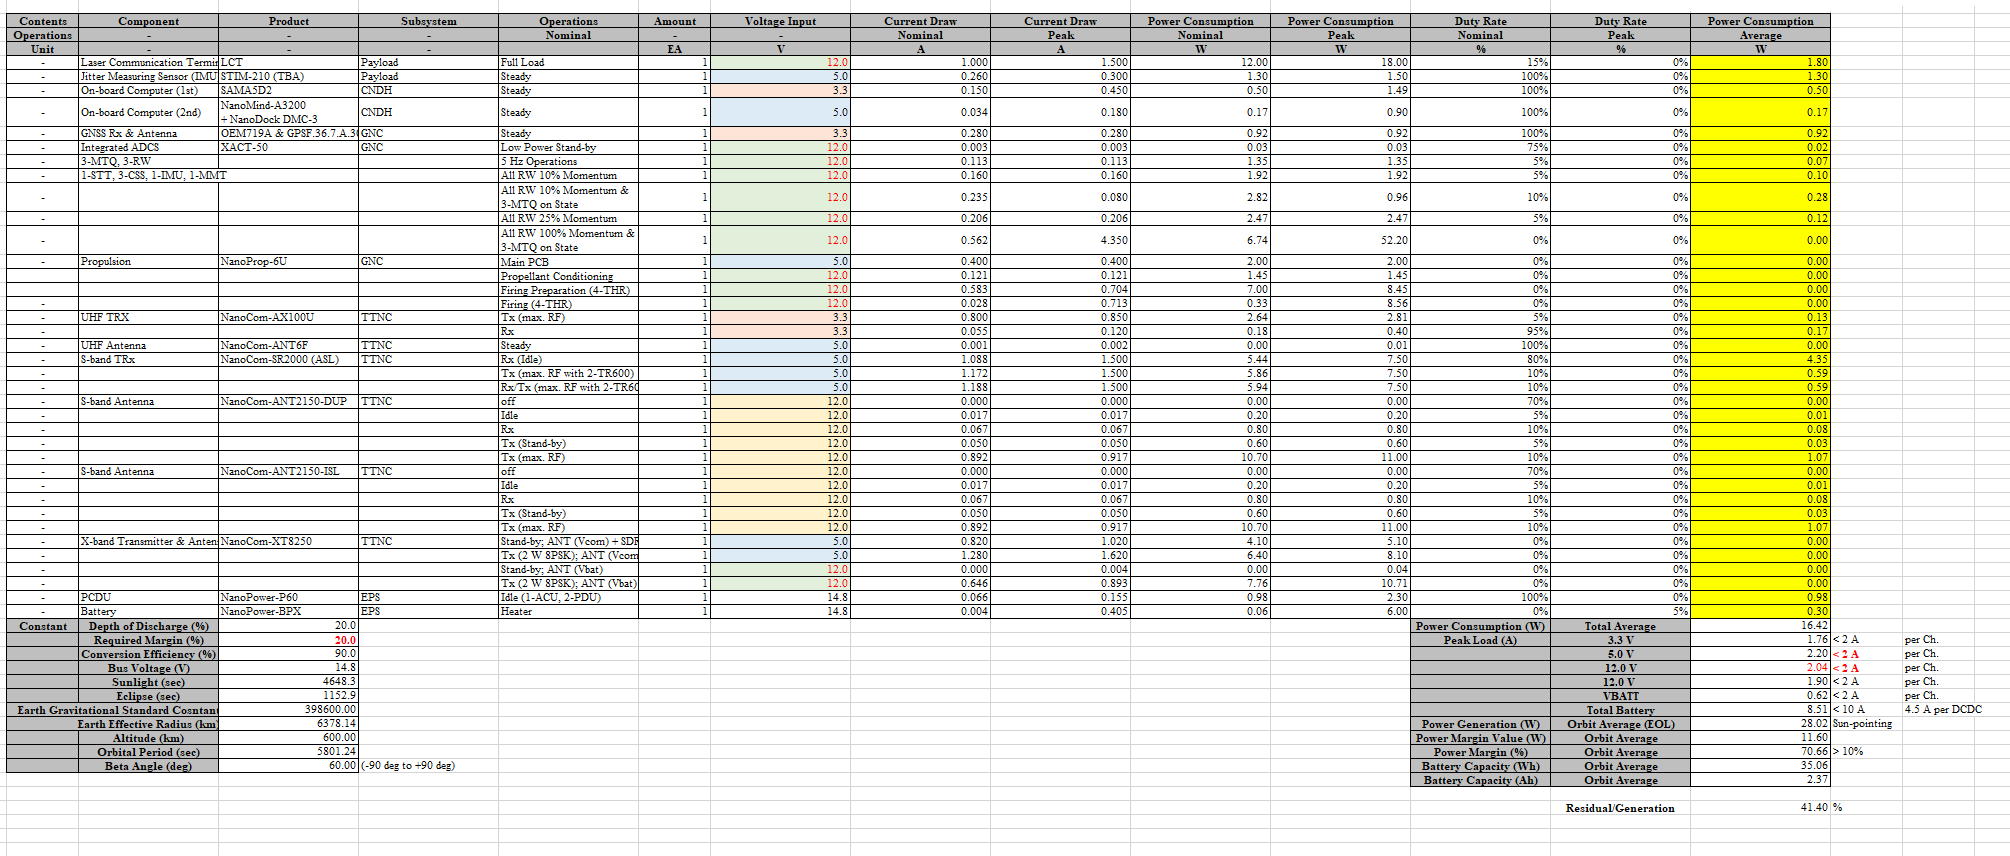 Contents Component Product Subsystem Operations Amount Voltage Input Current Draw Current Draw Power Consumption Power Consumption Duty Rate Duty Rate Power Consumption
Operations - - - Nominal - - Nominal Peak Nominal Peak Nominal Peak Average
Unit - - - EA V A A W W % % W
- Laser Communication Termin LCT Payload Full Load 1 12.0 1.000 1.500 12.00 18.00 15% 0% 1.80
- Jitter Measuring Sensor (IMU STIM-210 (TBA) Payload Steady 1 5.0 0.260 0.300 1.30 1.50 100% 0% 1.30
- On-board Computer (1st) SAMA5D2 CNDH Steady 1 3.3 0.150 0.450 0.50 1.49 100% 0% 0.50
- On-board Computer (2nd) NanoMind-A3200 + NanoDock DMC-3 CNDH Steady 1 5.0 0.034 0.180 0.17 0.90 100% 0% 0.17
- GNSS Rx & Antenna OEM719A & GPSF.36.7.A.30 GNC Steady 1 3.3 0.280 0.280 0.92 0.92 100% 0% 0.92
- Integrated ADCS XACT-50 GNC Low Power Stand-by 1 12.0 0.003 0.003 0.03 0.03 75% 0% 0.02
- 3-MTQ, 3-RW 5 Hz Operations 1 12.0 0.113 0.113 1.35 1.35 5% 0% 0.07
- 1-STT, 3-CSS, 1-IMU, 1-MMT All RW 10% Momentum 1 12.0 0.160 0.160 1.92 1.92 5% 0% 0.10
- All RW 10% Momentum & 3-MTQ on State 1 12.0 0.235 0.080 2.82 0.96 10% 0% 0.28
- All RW 25% Momentum 1 12.0 0.206 0.206 2.47 2.47 5% 0% 0.12
- All RW 100% Momentum & 3-MTQ on State 1 12.0 0.562 4.350 6.74 52.20 0% 0% 0.00
- Propulsion NanoProp-6U GNC Main PCB 1 5.0 0.400 0.400 2.00 2.00 0% 0% 0.00
Propellant Conditioning 1 12.0 0.121 0.121 1.45 1.45 0% 0% 0.00
Firing Preparation (4-THR) 1 12.0 0.583 0.704 7.00 8.45 0% 0% 0.00
- Firing (4-THR) 1 12.0 0.028 0.713 0.33 8.56 0% 0% 0.00
- UHF TRX NanoCom-AX100U TTNC Tx (max. RF) 1 3.3 0.800 0.850 2.64 2.81 5% 0% 0.13
- Rx 1 3.3 0.055 0.120 0.18 0.40 95% 0% 0.17
- UHF Antenna NanoCom-ANT6F TTNC Steady 1 5.0 0.001 0.002 0.00 0.01 100% 0% 0.00
- S-band TRx NanoCom-SR2000 (ASL) TTNC Rx (Idle) 1 5.0 1.088 1.500 5.44 7.50 80% 0% 4.35
- Tx (max. RF with 2-TR600) 1 5.0 1.172 1.500 5.86 7.50 10% 0% 0.59
- Rx/Tx (max. RF with 2-TR60 1 5.0 1.188 1.500 5.94 7.50 10% 0% 0.59
- S-band Antenna NanoCom-ANT2150-DUP TTNC off 1 12.0 0.000 0.000 0.00 0.00 70% 0% 0.00
- Idle 1 12.0 0.017 0.017 0.20 0.20 5% 0% 0.01
- Rx 1 12.0 0.067 0.067 0.80 0.80 10% 0% 0.08
- Tx (Stand-by) 1 12.0 0.050 0.050 0.60 0.60 5% 0% 0.03
- Tx (max. RF) 1 12.0 0.892 0.917 10.70 11.00 10% 0% 1.07
- S-band Antenna NanoCom-ANT2150-ISL TTNC off 1 12.0 0.000 0.000 0.00 0.00 70% 0% 0.00
- Idle 1 12.0 0.017 0.017 0.20 0.20 5% 0% 0.01
- Rx 1 12.0 0.067 0.067 0.80 0.80 10% 0% 0.08
- Tx (Stand-by) 1 12.0 0.050 0.050 0.60 0.60 5% 0% 0.03
- Tx (max. RF) 1 12.0 0.892 0.917 10.70 11.00 10% 0% 1.07
- X-band Transmitter & Anten NanoCom-XT8250 TTNC Stand-by; ANT (Vcom) + SDR 1 5.0 0.820 1.020 4.10 5.10 0% 0% 0.00
- Tx (2 W 8PSK); ANT (Vcom 1 5.0 1.280 1.620 6.40 8.10 0% 0% 0.00
- Stand-by; ANT (Vbat) 1 12.0 0.000 0.004 0.00 0.04 0% 0% 0.00
- Tx (2 W 8PSK); ANT (Vbat) 1 12.0 0.646 0.893 7.76 10.71 0% 0% 0.00
- PCDU NanoPower-P60 EPS Idle (1-ACU, 2-PDU) 1 14.8 0.066 0.155 0.98 2.30 100% 0% 0.98
- Battery NanoPower-BPX EPS Heater 1 14.8 0.004 0.405 0.06 6.00 0% 5% 0.30
Constant Depth of Discharge (%) 20.0 Power Consumption (W) Total Average 16.42
Required Margin (%) 20.0 Peak Load (A) 3.3 V 1.76 < 2 A per Ch.
Conversion Efficiency (%) 90.0 5.0 V 2.20 < 2 A per Ch.
Bus Voltage (V) 14.8 12.0 V 2.04 < 2 A per Ch.
Sunlight (sec) 4648.3 12.0 V 1.90 < 2 A per Ch.
Eclipse (sec) 1152.9 VBATT 0.62 < 2 A per Ch.
Earth Gravitational Standard Cosntan 398600.00 Total Battery 8.51 < 10 A 4.5 A per DCDC
Earth Effective Radius (km) 6378.14 Power Generation (W) Orbit Average (EOL) 28.02 Sun-pointing
Altitude (km) 600.00 Power Margin Value (W) Orbit Average 11.60
Orbital Period (sec) 5801.24 Power Margin (%) Orbit Average 70.66 > 10%
Beta Angle (deg) 60.00 (-90 deg to +90 deg) Battery Capacity (Wh) Orbit Average 35.06
Battery Capacity (Ah) Orbit Average 2.37
Residual/Generation 41.40 %